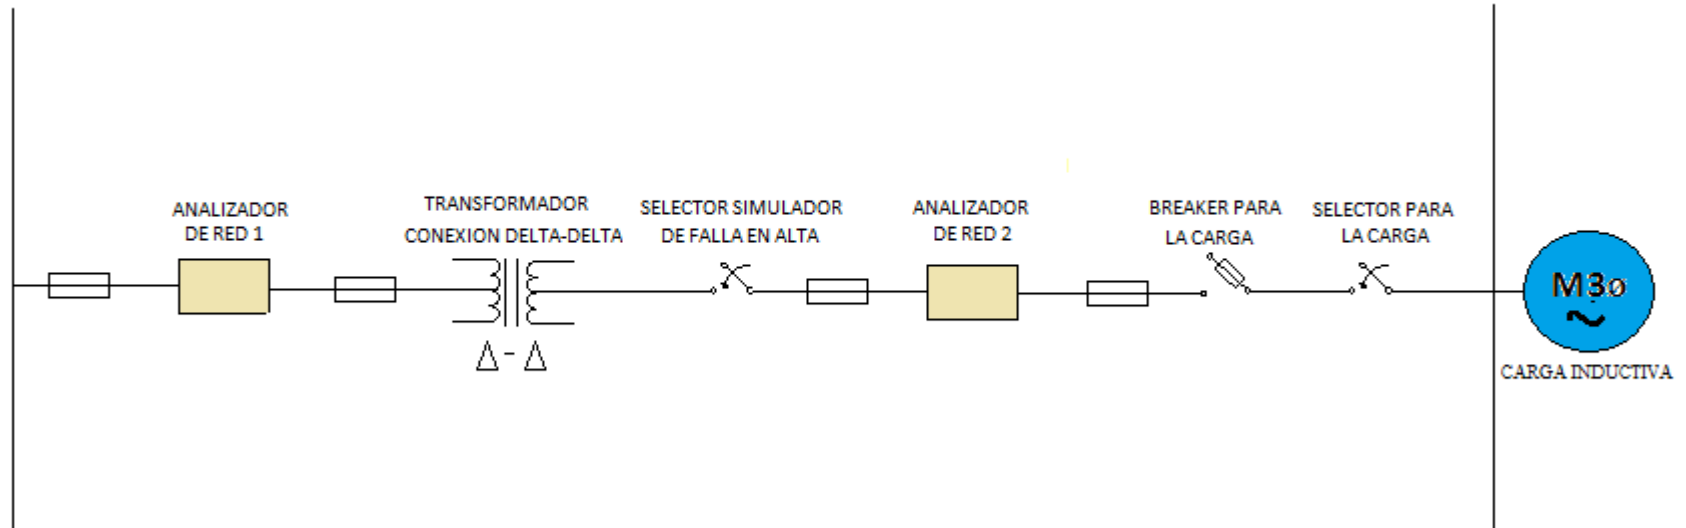 ANALIZADOR
DE RED 1
TRANSFORMADOR
CONEXION DELTA-DELTA
Δ - Δ
SELECTOR SIMULADOR
DE FALLA EN ALTA
ANALIZADOR
DE RED 2
BREAKER PARA
LA CARGA
SELECTOR PARA
LA CARGA
M3ø
~
CARGA INDUCTIVA